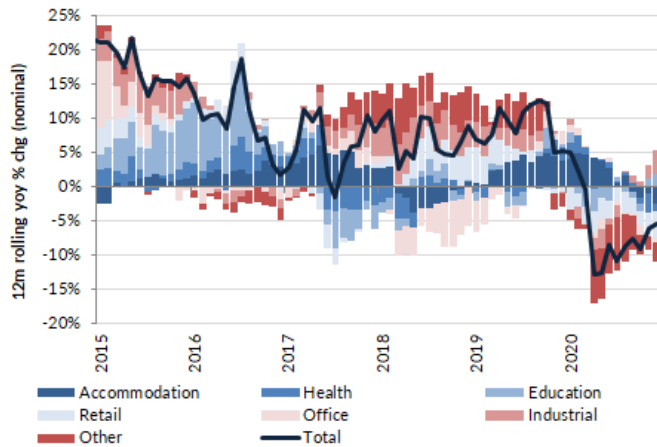 12m rolling yoy % chg (nominal)
25%
20%
15%
10%
5%
0%
-5%
-10%
-15%
-20%
2015 2016 2017 2018 2019 2020
Accommodation Health Education
Retail Office Industrial
Other Total